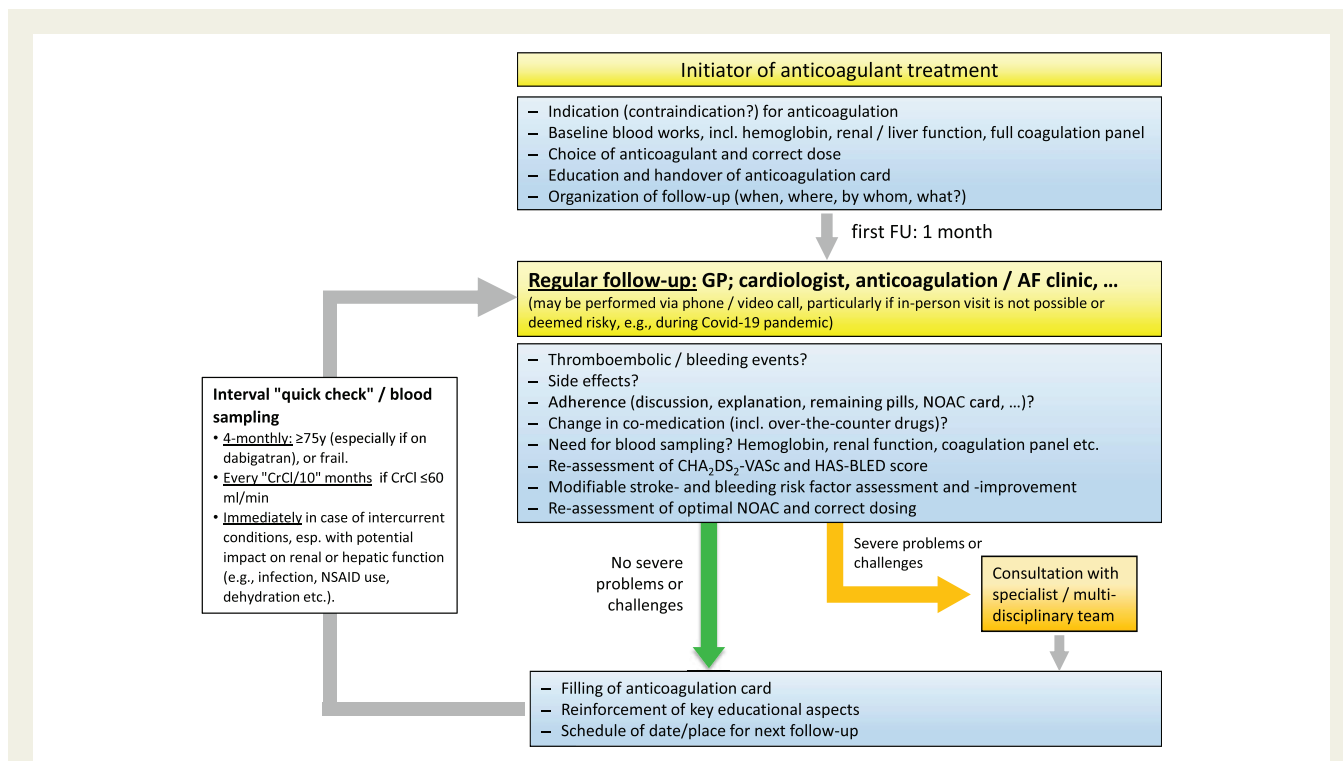 Initiator of anticoagulant treatment
– Indication (contraindication?) for anticoagulation
– Baseline blood works, incl. hemoglobin, renal / liver function, full coagulation panel
– Choice of anticoagulant and correct dose
– Education and handover of anticoagulation card
– Organization of follow-up (when, where, by whom, what?)
first FU: 1 month
Regular follow-up: GP; cardiologist, anticoagulation / AF clinic, ...
(may be performed via phone / video call, particularly if in-person visit is not possible or
deemed risky, e.g., during Covid-19 pandemic)
– Thromboembolic / bleeding events?
– Side effects?
– Adherence (discussion, explanation, remaining pills, NOAC card, ...)?
– Change in co-medication (incl. over-the-counter drugs)?
– Need for blood sampling? Hemoglobin, renal function, coagulation panel etc.
– Re-assessment of CHA₂DS₂-VASc and HAS-BLED score
– Modifiable stroke- and bleeding risk factor assessment and -improvement
– Re-assessment of optimal NOAC and correct dosing
Interval "quick check" / blood
sampling
• 4-monthly: ≥75y (especially if on
dabigatran), or frail.
• Every "CrCl/10" months if CrCl ≤60
ml/min
• Immediately in case of intercurrent
conditions, esp. with potential
impact on renal or hepatic function
(e.g., infection, NSAID use,
dehydration etc.).
No severe
problems or
challenges
Severe problems or
challenges
Consultation with
specialist / multi-
disciplinary team
– Filling of anticoagulation card
– Reinforcement of key educational aspects
– Schedule of date/place for next follow-up